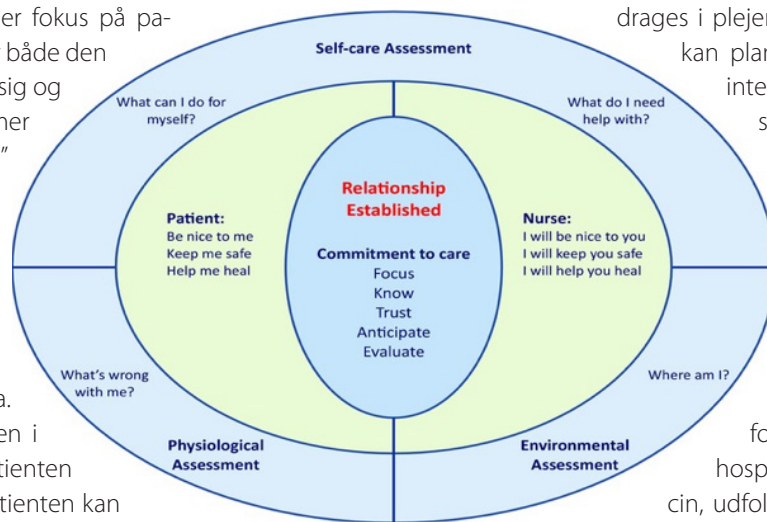 er fokus på pa-
både den
sig og
ner
"
a.
en i
tienten
tienten kan
Self-care Assessment
What can I do for
myself?
What do I need
help with?
Patient:
Be nice to me
Keep me safe
Help me heal
Relationship
Established
Commitment to care
Focus
Know
Trust
Anticipate
Evaluate
Nurse:
I will be nice to you
I will keep you safe
I will help you heal
What's wrong
with me?
Where am I?
Physiological
Assessment
Environmental
Assessment
drages i plejen
kan plan
inte
s
fo
hosp
cin, udfol